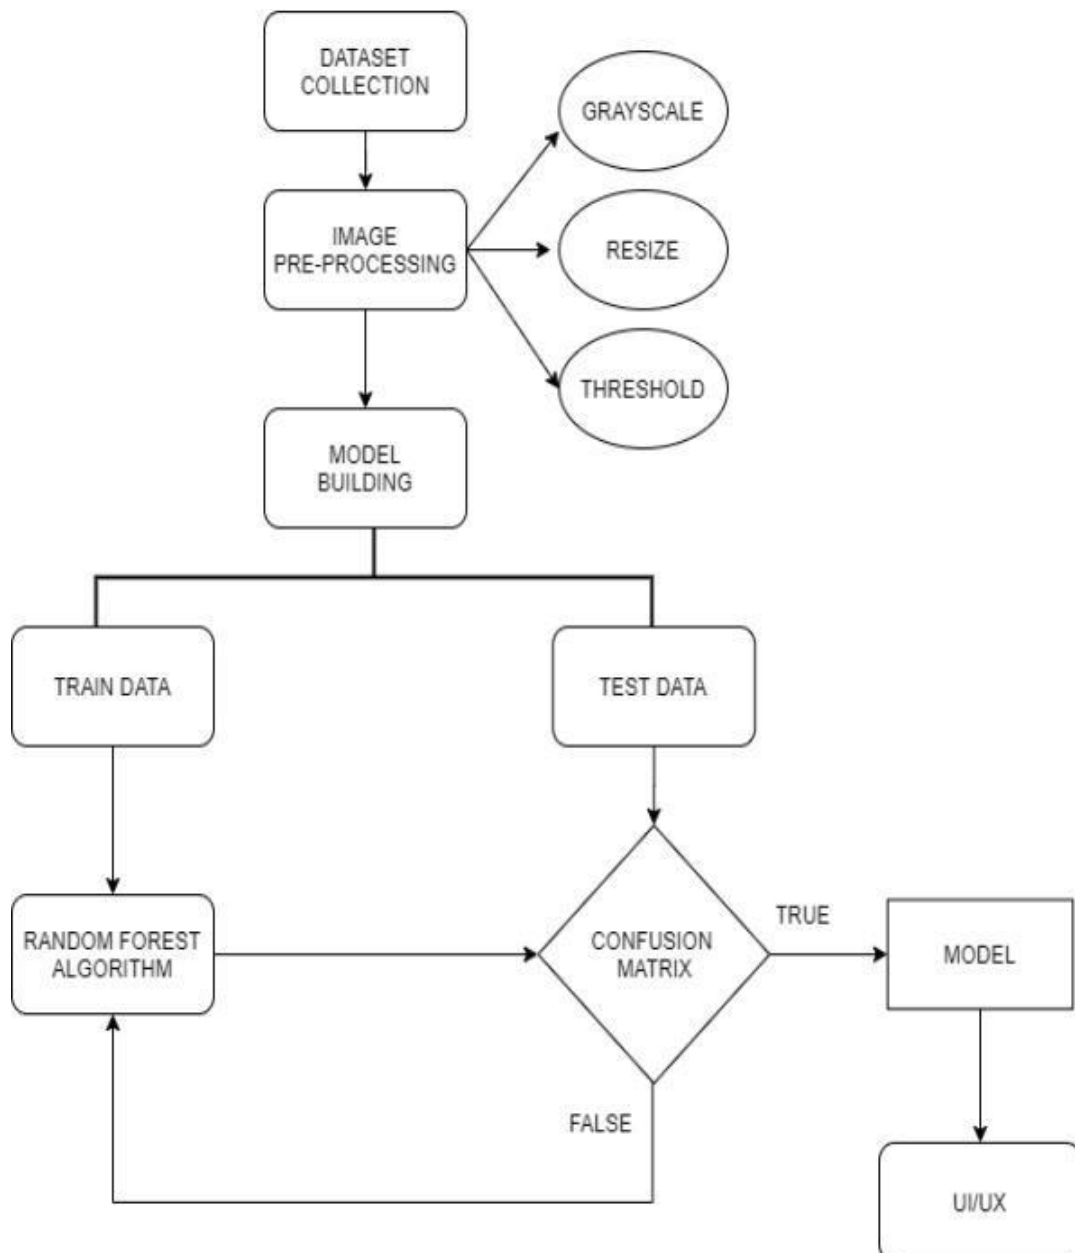 DATASET
COLLECTION
GRAYSCALE
IMAGE
PRE-PROCESSING
RESIZE
THRESHOLD
MODEL
BUILDING
TRAIN DATA
TEST DATA
RANDOM FOREST
ALGORITHM
CONFUSION
MATRIX
TRUE
MODEL
FALSE
UI/UX